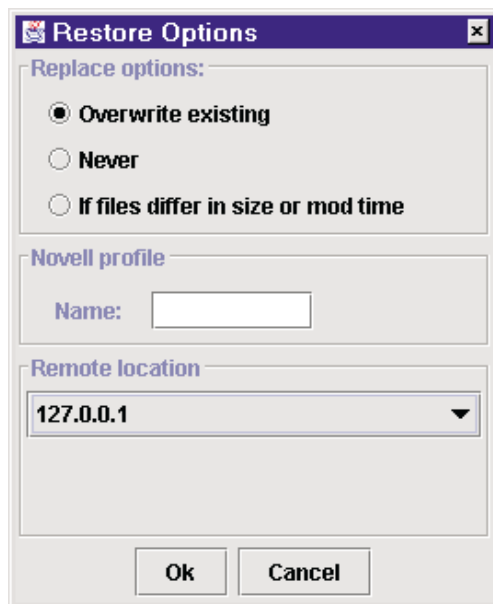 Restore Options
Replace options:
Overwrite existing
Never
If files differ in size or mod time
Novell profile
Name:
Remote location
127.0.0.1
Ok Cancel